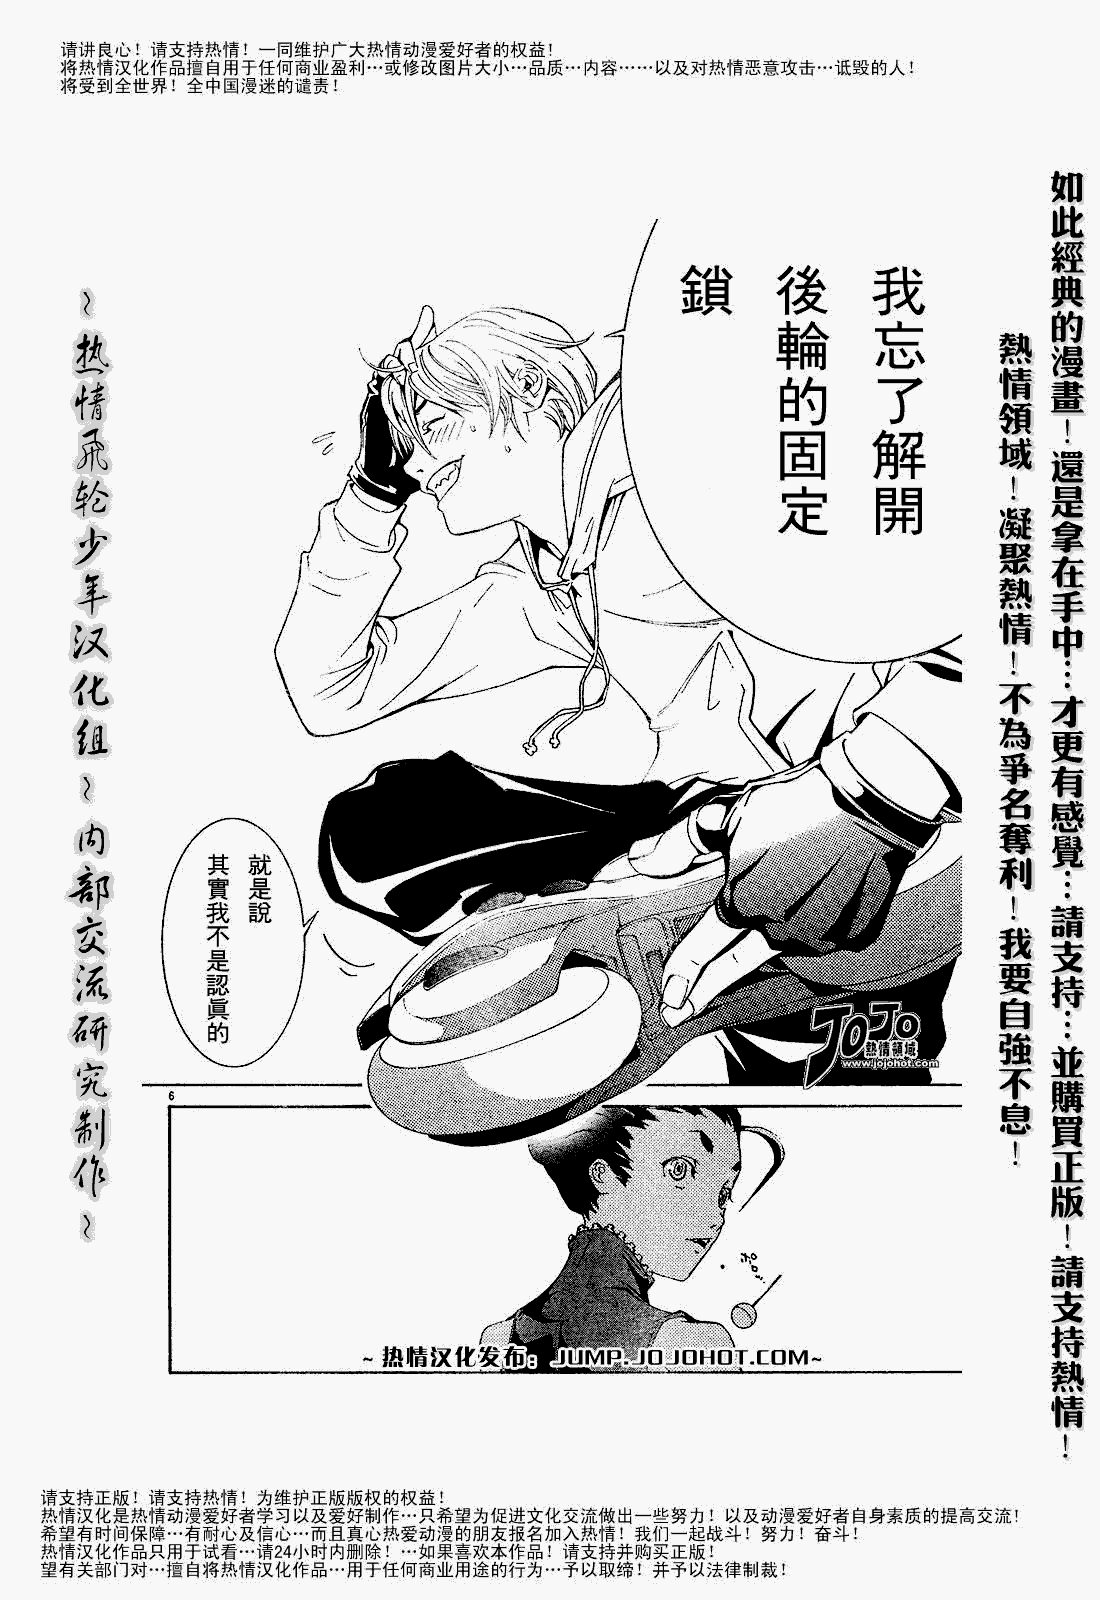 请讲良心！请支持热情！一同维护广大热情动漫爱好者的权益！
将热情汉化作品擅自用于任何商业盈利…或修改图片大小…品质…内容……以及对热情恶意攻击…诋毁的人！
将受到全世界！全中国漫迷的谴责！
如此經典的漫畫！還是拿在手中…才更有感覺…請支持…並購買正版！請支持熱情！
熱情領域！凝聚熱情！不為爭名奪利！我要自強不息！
我忘了解開
後輪的固定
鎖
就是說
其實我不是認真的
~热情飛轮少年汉化组~内部交流研究制作~
JOJO
热情領域
www.jojohot.com
6
~热情汉化发布：JUMP.JOJOHOT.COM~
请支持正版！请支持热情！为维护正版版权的权益！
热情汉化是热情动漫爱好者学习以及爱好制作…只希望为促进文化交流做出一些努力！以及动漫爱好者自身素质的提高交流！
希望有时间保障…有耐心及信心…而且真心热爱动漫的朋友报名加入热情！我们一起战斗！努力！奋斗！
热情汉化作品只用于试看…请24小时内删除！…如果喜欢本作品！请支持并购买正版！
望有关部门对…擅自将热情汉化作品…用于任何商业用途的行为…予以取缔！并予以法律制裁！